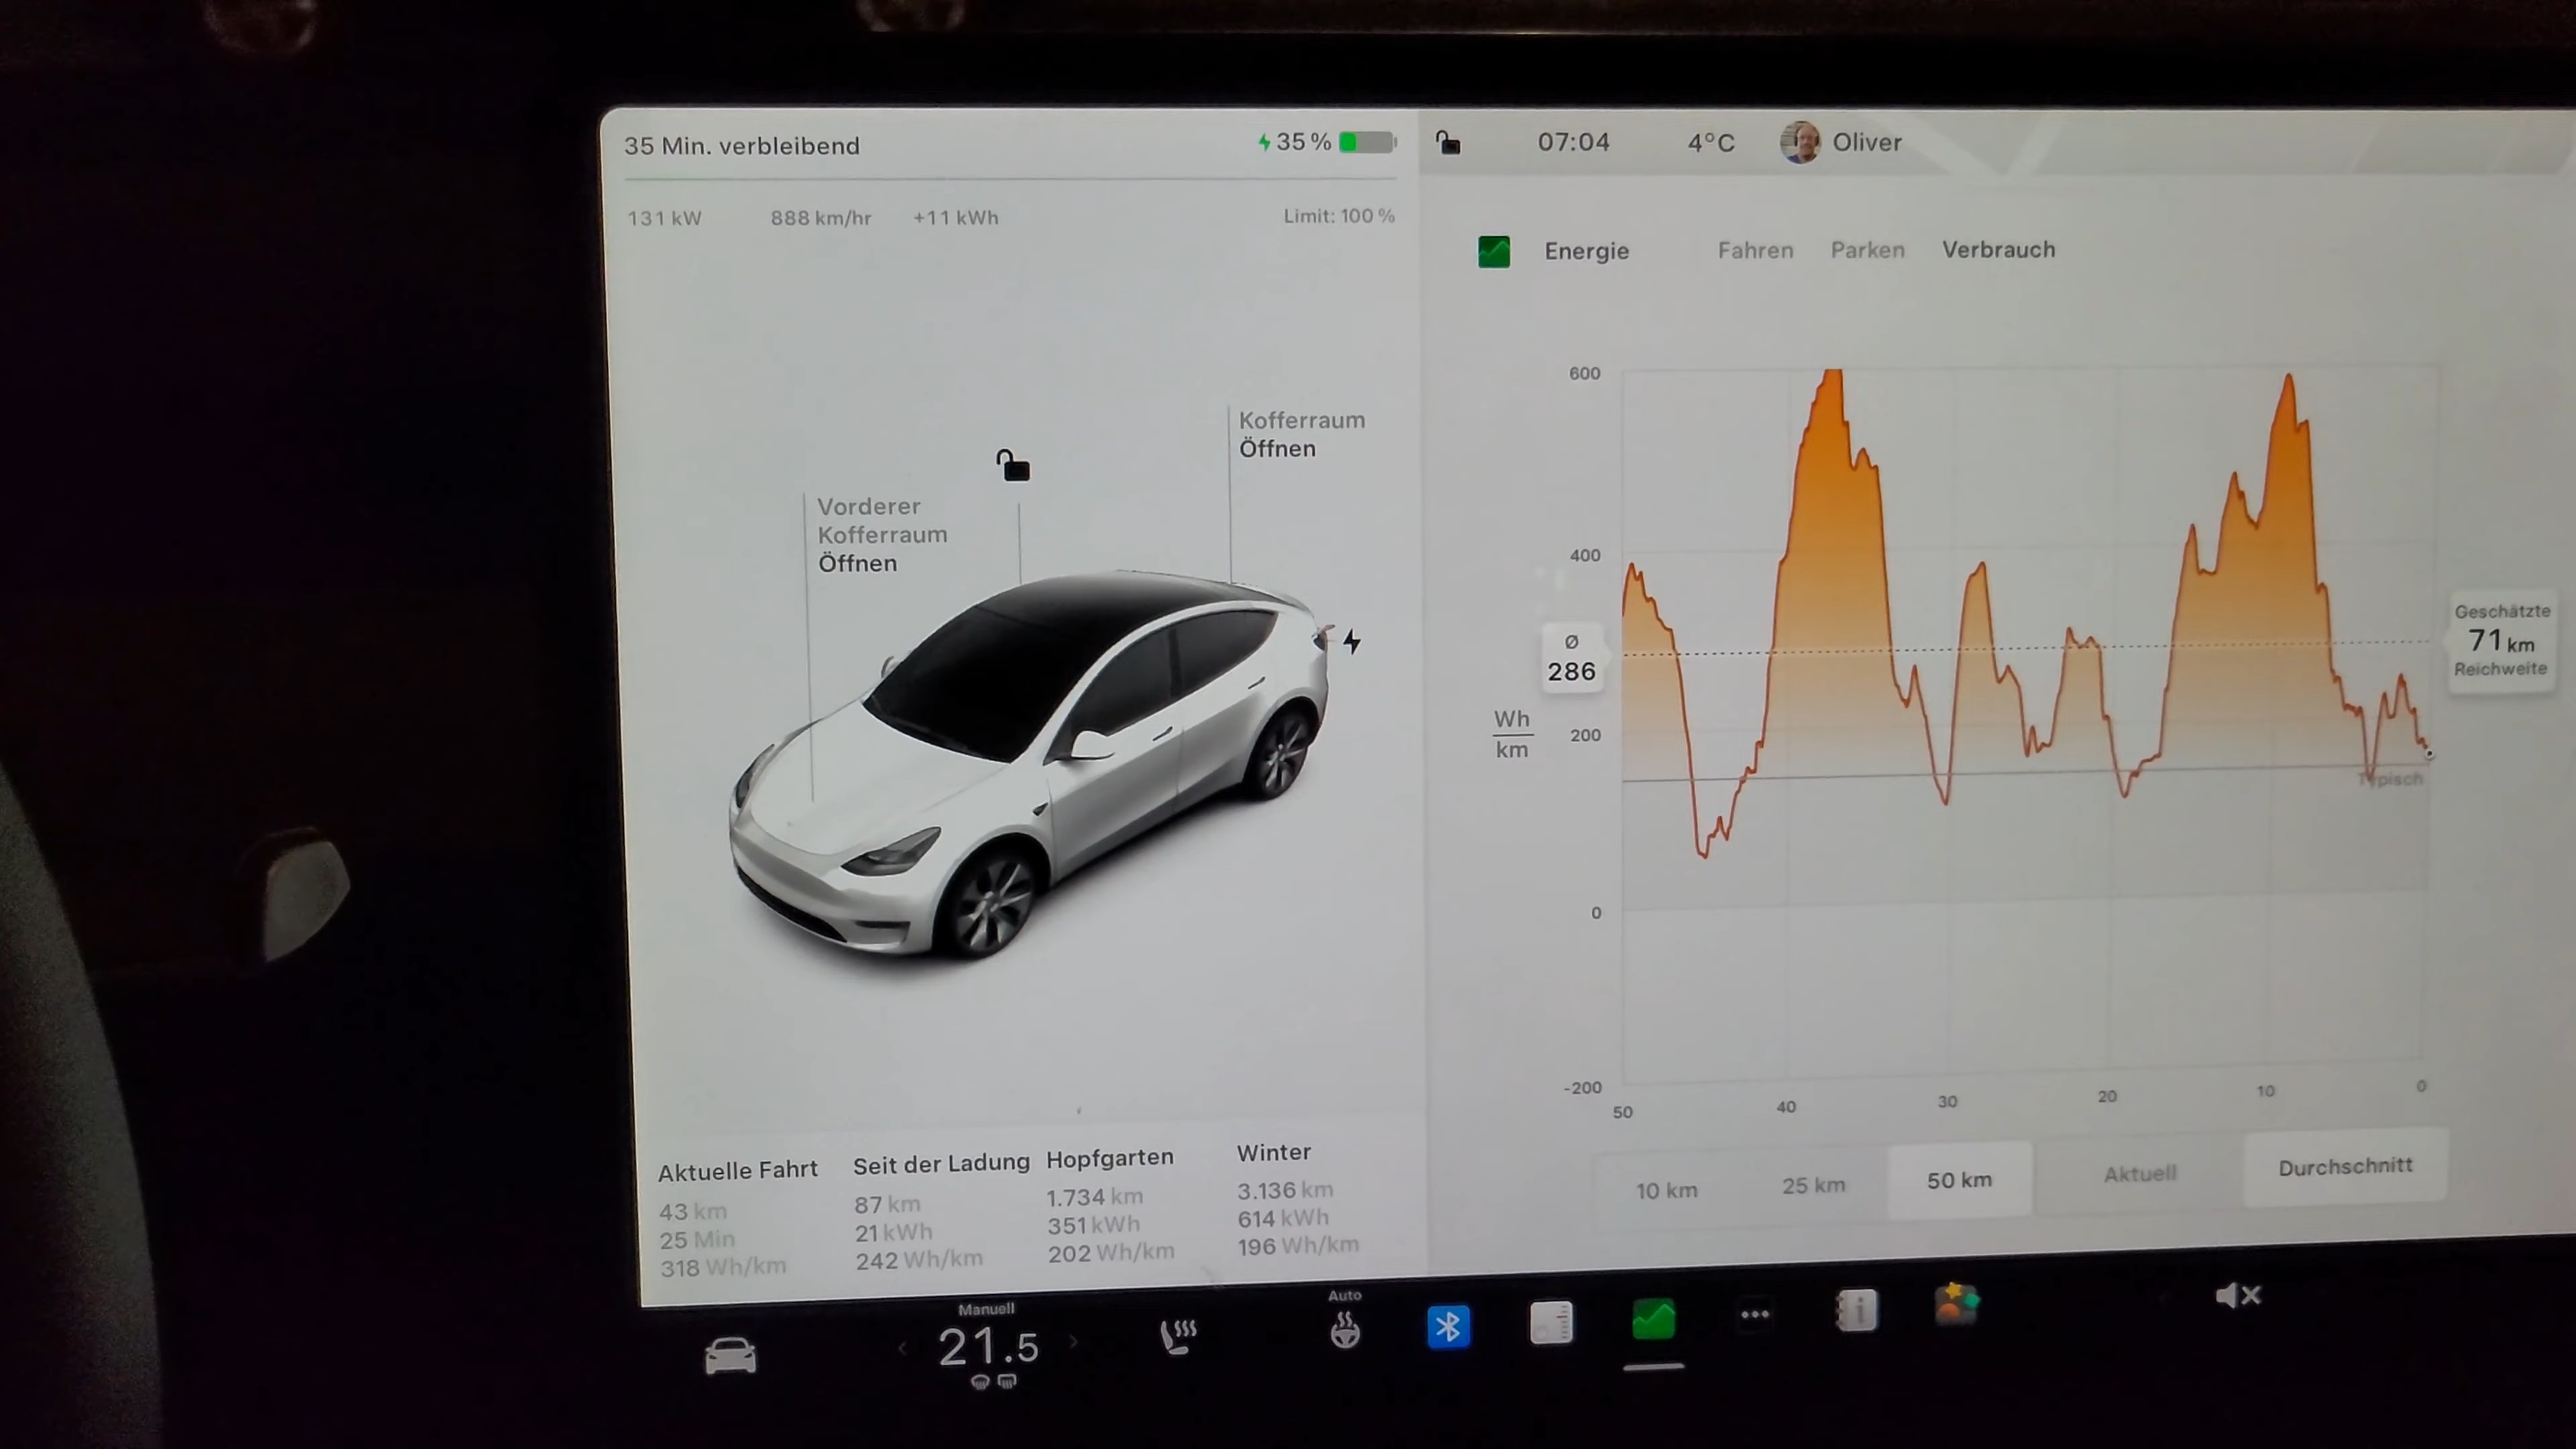 35 Min. verbleibend
35 %
131 kW 888 km/hr +11 kWh Limit: 100 %
Kofferraum
Öffnen
Vorderer
Kofferraum
Öffnen
Aktuelle Fahrt
43 km
25 Min
318 Wh/km
Seit der Ladung
87 km
21 kWh
242 Wh/km
Hopfgarten
1.734 km
351 kWh
202 Wh/km
Winter
3.136 km
614 kWh
196 Wh/km
07:04 4°C Oliver
Energie Fahren Parken Verbrauch
600
400
200
0
-200
Ø
286
Wh
km
Geschätzte
71 km
Reichweite
Typisch
50 40 30 20 10 0
10 km 25 km 50 km Aktuell Durchschnitt
Manuell
21.5
Auto